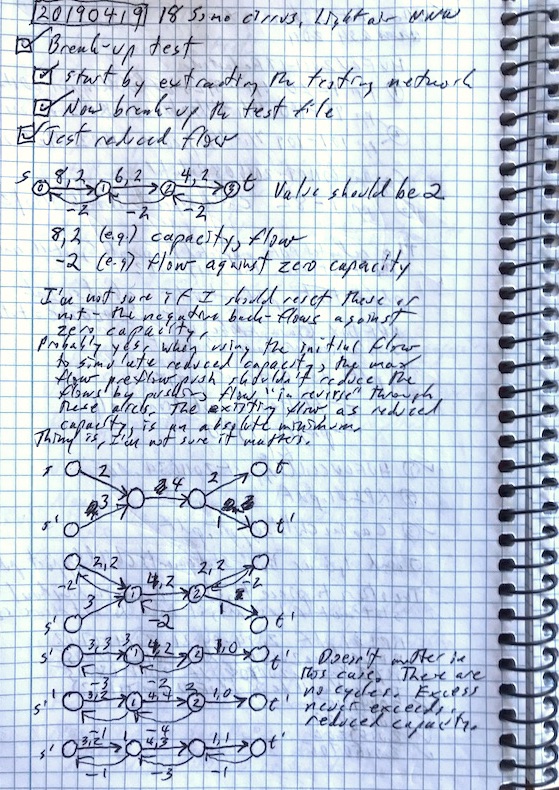 20190419 18 Some cirrus, Light air NNW
Break-up test
Start by extracting the testing network
Now break-up the test file
Test reduced flow
s 0 8,2 1 6,2 2 4,2 3 t Value should be 2
-2 -2 -2
8,2 (e.g.) capacity, flow
-2 (e.g) flow against zero capacity
I'm not sure if I should reset these or
not - the negative back-flows against
zero capacity.
Probably yes, when using the initial flow
to simulate reduced capacity, the max
flow preflow push shouldn't reduce the
flows by pushing flow "in reverse" through
these arcs. The existing flow as reduced
capacity, is an absolute minimum.
Thing is, I'm not sure it matters.
s 2 2 t
4
s' 3 1 t'
2,2 2,2
-2 1 4,2 2 -2
s' 3 -2 1 t'
s' 3,3 3 1 4,2 2 1,0 t' Doesn't matter in
-3 -2 this case. There are
s' 3,2 1 4,4 2 1,0 t' no cycles. Excess
-1 -4 never exceeds
s' 1 4,3 1,1 t' reduced capacity.
-1 -3 -1